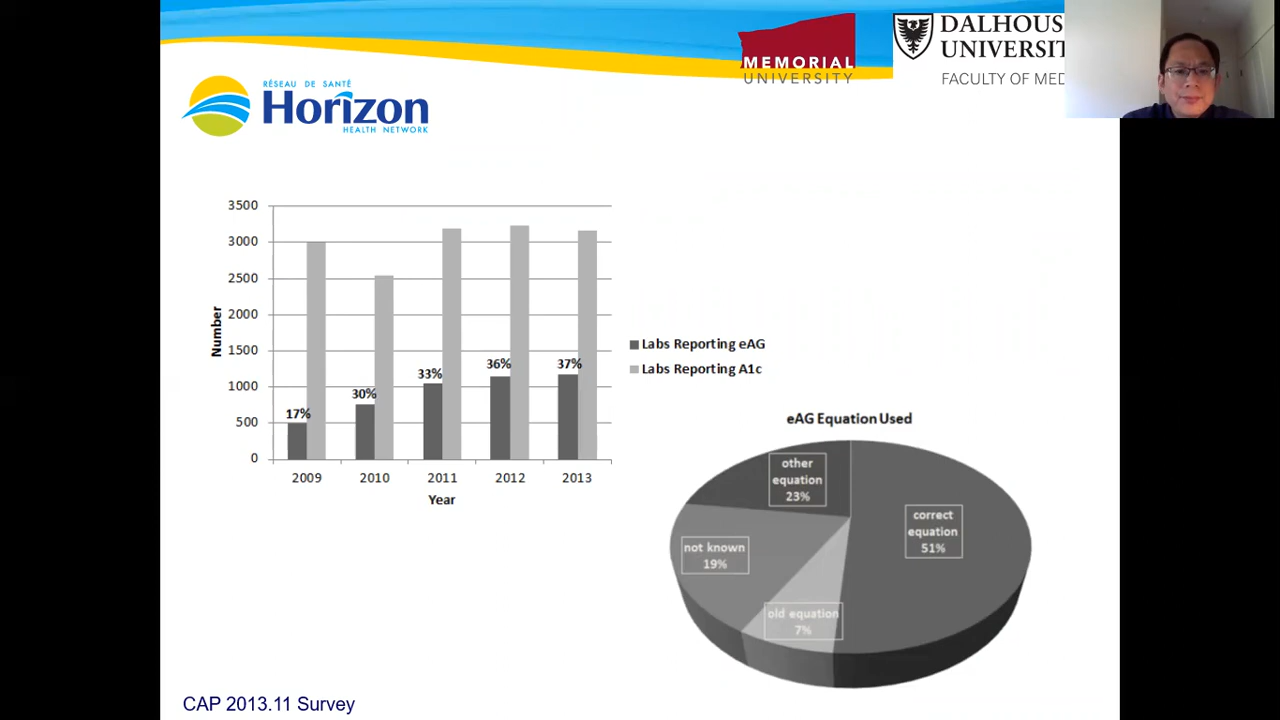 MEMORIAL
UNIVERSITY
DALHOUS
UNIVERSIT
FACULTY OF MED
RÉSEAU DE SANTÉ
Horizon
HEALTH NETWORK
3500
3000
2500
2000
1500
1000
500
0
Number
17%
30%
33%
36%
37%
2009 2010 2011 2012 2013
Year
Labs Reporting eAG
Labs Reporting A1c
eAG Equation Used
other
equation
23%
correct
equation
51%
not known
19%
old equation
7%
CAP 2013.11 Survey